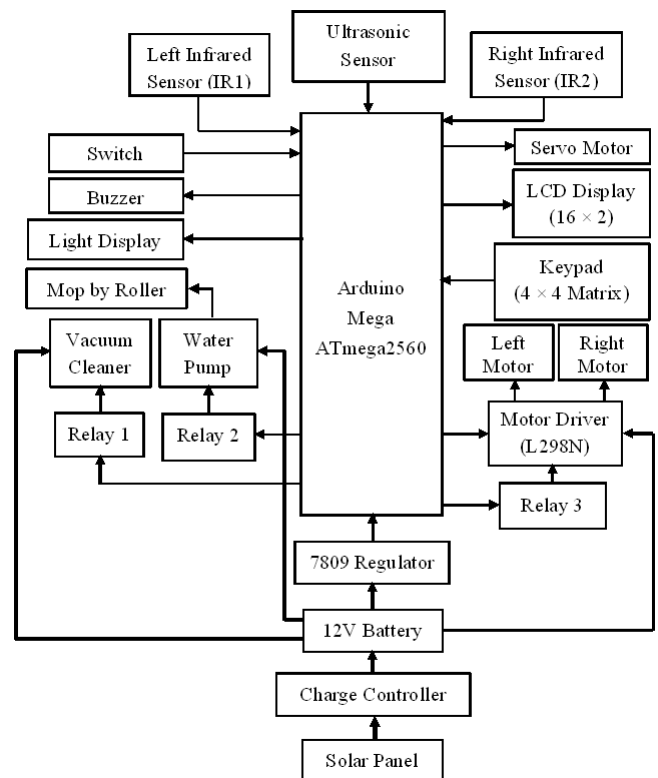 Ultrasonic
Sensor
Left Infrared
Sensor (IR1)
Right Infrared
Sensor (IR2)
Switch
Servo Motor
Buzzer
LCD Display
(16 × 2)
Light Display
Keypad
(4 × 4 Matrix)
Mop by Roller
Arduino
Mega
ATmega2560
Vacuum
Cleaner
Water
Pump
Left
Motor
Right
Motor
Relay 1
Relay 2
Motor Driver
(L298N)
Relay 3
7809 Regulator
12V Battery
Charge Controller
Solar Panel